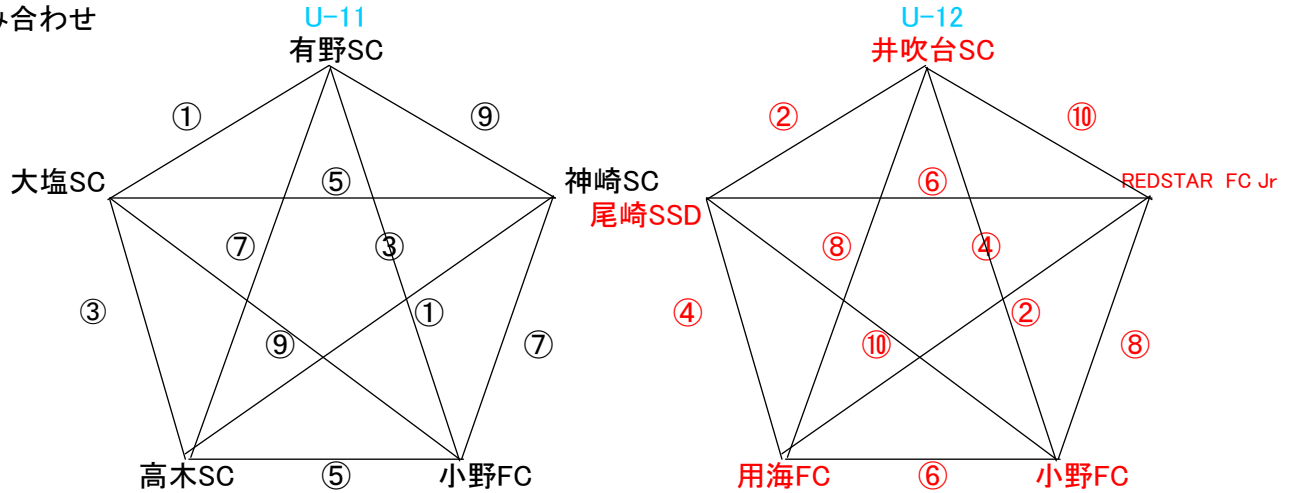 み合わせ
U-11
有野SC
①
⑨
大塩SC
⑤
神崎SC
⑦
③
③
①
⑨
⑦
高木SC
⑤
小野FC
U-12
井吹台SC
②
⑩
尾崎SSD
⑥
REDSTAR FC Jr
⑧
④
④
②
⑩
⑧
用海FC
⑥
小野FC